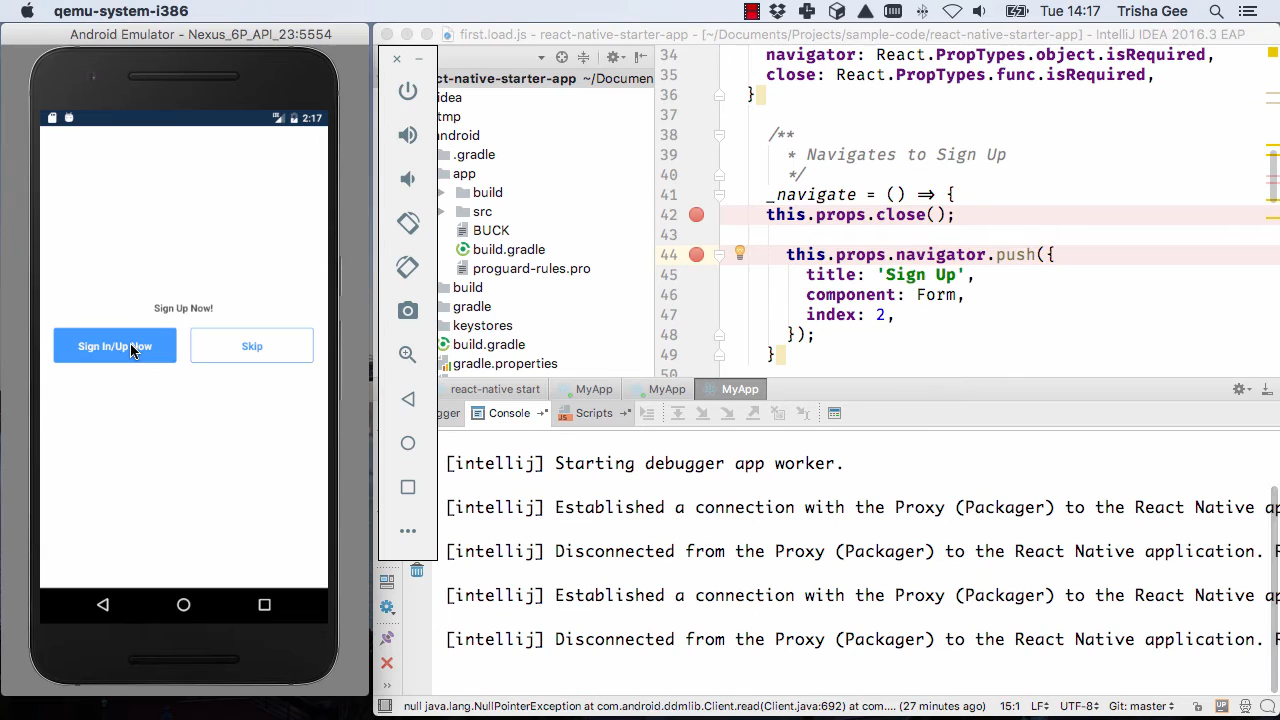 qemu-system-i386
Tue 14:17
Trisha Gee
Android Emulator - Nexus_6P_API_23:5554
first.load.js - react-native-starter-app - [~/Documents/Projects/sample-code/react-native-starter-app] - IntelliJ IDEA 2016.3 EAP
2:17
Sign Up Now!
Sign In/Up Now
Skip
ct-native-starter-app ~/Documen
idea
tmp
android
.gradle
app
build
src
BUCK
build.gradle
proguard-rules.pro
build
gradle
keystores
build.gradle
gradle.properties
34 navigator: React.PropTypes.object.isRequired,
35 close: React.PropTypes.func.isRequired,
36 }
37
38 /**
39 * Navigates to Sign Up
40 */
41 _navigate = () => {
42 this.props.close();
43
44 this.props.navigator.push({
45 title: 'Sign Up',
46 component: Form,
47 index: 2,
48 });
49 }
50
react-native start
MyApp
MyApp
MyApp
gger
Console
Scripts
[intellij] Starting debugger app worker.
[intellij] Established a connection with the Proxy (Packager) to the React Native ap
[intellij] Disconnected from the Proxy (Packager) to the React Native application. R
[intellij] Established a connection with the Proxy (Packager) to the React Native ap
[intellij] Disconnected from the Proxy (Packager) to the React Native application. R
null java.lang.NullPointerException at com.android.ddmlib.Client.read(Client.java:692) at com... (27 minutes ago)
15:1
LF÷
UTF-8÷
Git: master÷
UP